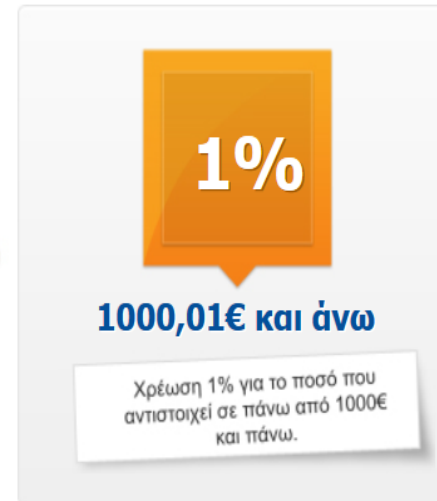 1%
1000,01€ και άνω
Χρέωση 1% για το ποσό που
αντιστοιχεί σε πάνω από 1000€
και πάνω.